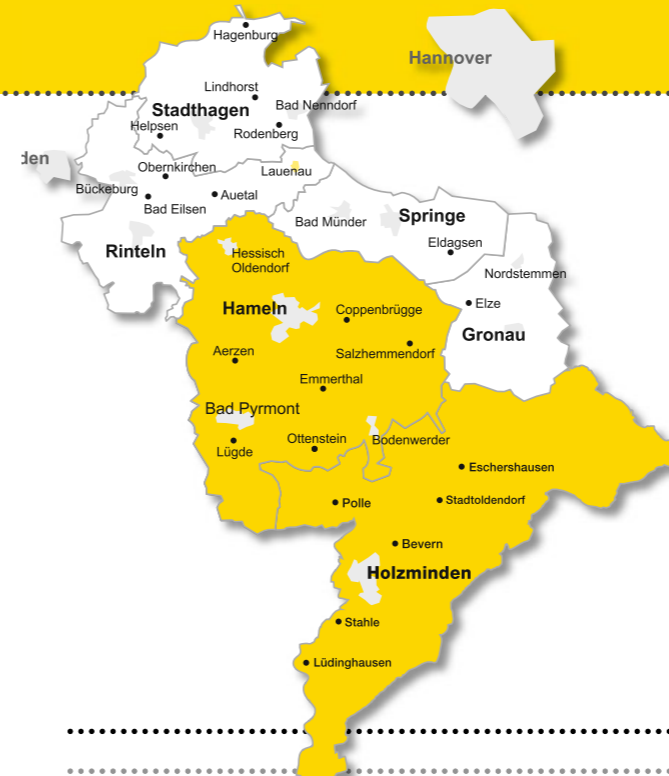 Hagenburg
Hannover
Lindhorst
Bad Nenndorf
Stadthagen
Helpsen
Rodenberg
den
Obernkirchen
Lauenau
Bückeburg
Auetal
Bad Eilsen
Bad Münder
Springe
Rinteln
Eldagsen
Hessisch
Oldendorf
Nordstemmen
Hameln
Coppenbrügge
Elze
Gronau
Aerzen
Salzhemmendorf
Emmerthal
Bad Pyrmont
Ottenstein
Bodenwerder
Lügde
Eschershausen
Polle
Stadtoldendorf
Bevern
Holzminden
Stahle
Lüdinghausen